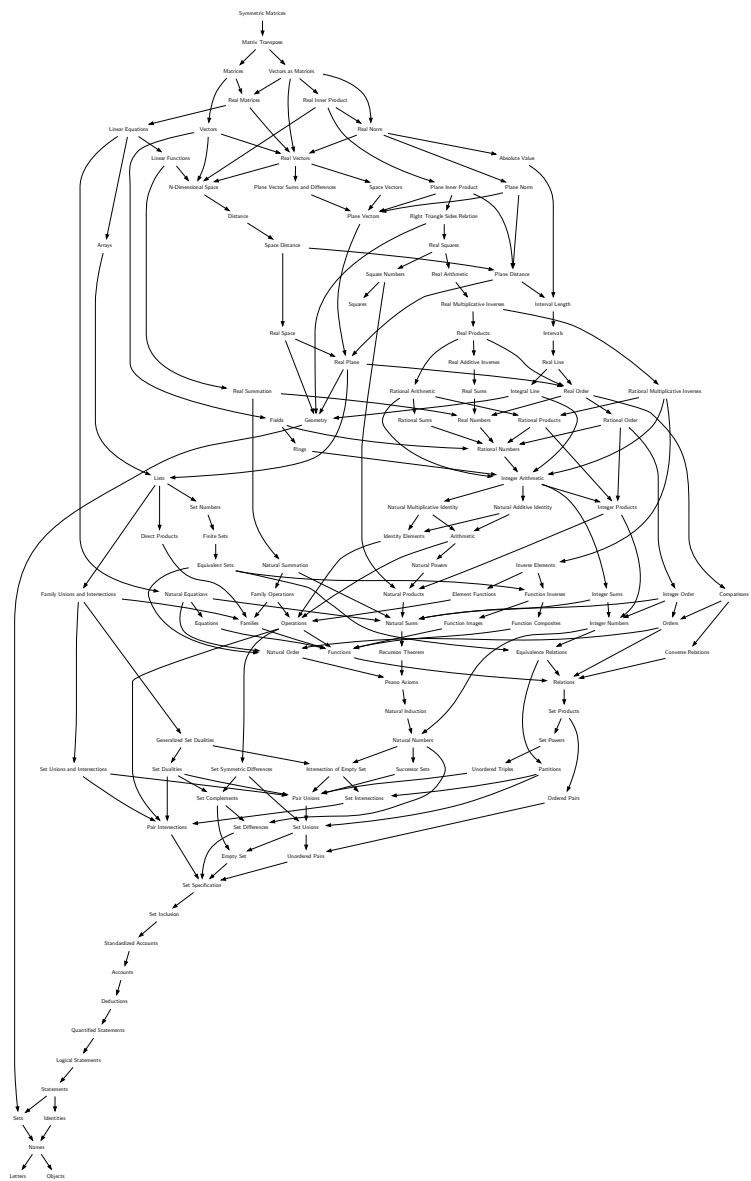 Symmetric Matrices
Matrix Transpose
Matrices
Vectors as Matrices
Real Matrices
Real Inner Product
Linear Equations
Vectors
Real Norm
Linear Functions
Real Vectors
Absolute Value
N-Dimensional Space
Plane Vector Sums and Differences
Space Vectors
Plane Inner Product
Plane Norm
Distance
Plane Vectors
Right Triangle Sides Relation
Arrays
Space Distance
Real Squares
Square Numbers
Real Arithmetic
Plane Distance
Squares
Real Multiplicative Inverses
Interval Length
Real Space
Real Products
Intervals
Real Plane
Real Additive Inverses
Real Line
Real Summation
Rational Arithmetic
Real Sums
Integral Line
Real Order
Rational Multiplicative Inverses
Fields
Geometry
Rational Sums
Real Numbers
Rational Products
Rational Order
Rings
Rational Numbers
Lists
Integer Arithmetic
Set Numbers
Natural Multiplicative Identity
Natural Additive Identity
Integer Products
Direct Products
Finite Sets
Identity Elements
Arithmetic
Equivalent Sets
Natural Summation
Natural Powers
Inverse Elements
Family Unions and Intersections
Natural Equations
Family Operations
Natural Products
Element Functions
Function Inverses
Integer Sums
Integer Order
Comparisons
Equations
Families
Operations
Natural Sums
Function Images
Function Composites
Integer Numbers
Orders
Natural Order
Functions
Recursion Theorem
Equivalence Relations
Converse Relations
Peano Axioms
Relations
Natural Induction
Set Products
Generalized Set Dualities
Natural Numbers
Set Powers
Set Unions and Intersections
Set Dualities
Set Symmetric Differences
Intersection of Empty Set
Successor Sets
Unordered Triples
Partitions
Set Complements
Pair Unions
Set Intersections
Ordered Pairs
Pair Intersections
Set Differences
Set Unions
Empty Set
Unordered Pairs
Set Specification
Set Inclusion
Standardized Accounts
Accounts
Deductions
Quantified Statements
Logical Statements
Statements
Sets
Identities
Names
Letters
Objects